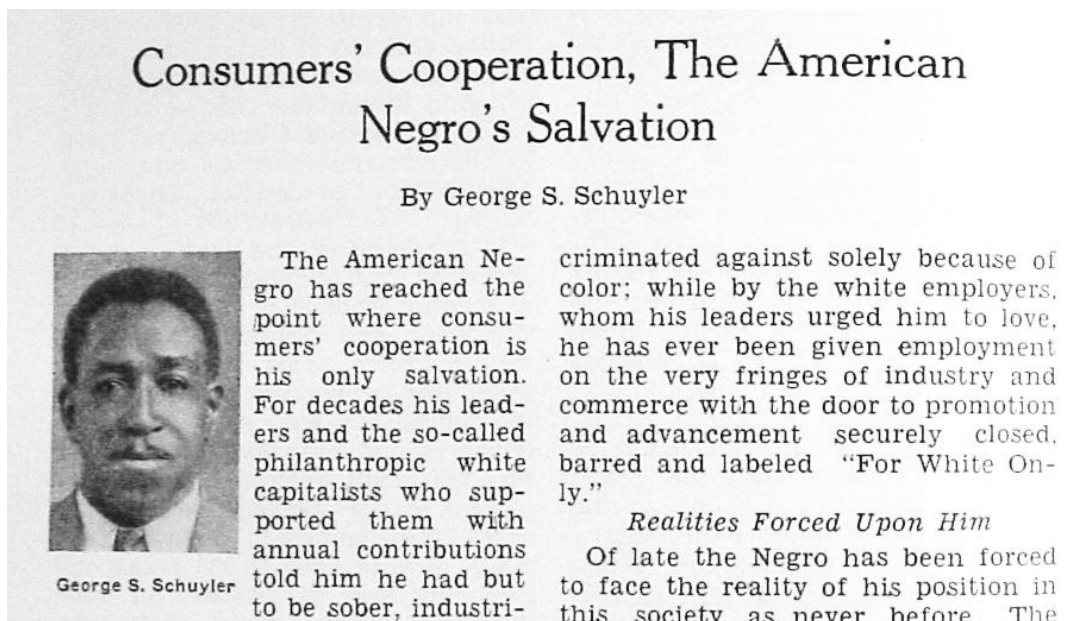 Consumers' Cooperation, The American
Negro's Salvation
By George S. Schuyler
The American Ne-
gro has reached the
point where consu-
mers' cooperation is
his only salvation.
For decades his lead-
ers and the so-called
philanthropic white
capitalists who sup-
ported them with
annual contributions
told him he had but
to be sober, industri-
George S. Schuyler
criminated against solely because of
color; while by the white employers,
whom his leaders urged him to love,
he has ever been given employment
on the very fringes of industry and
commerce with the door to promotion
and advancement securely closed,
barred and labeled "For White On-
ly."
Realities Forced Upon Him
Of late the Negro has been forced
to face the reality of his position in
this society as never before. The